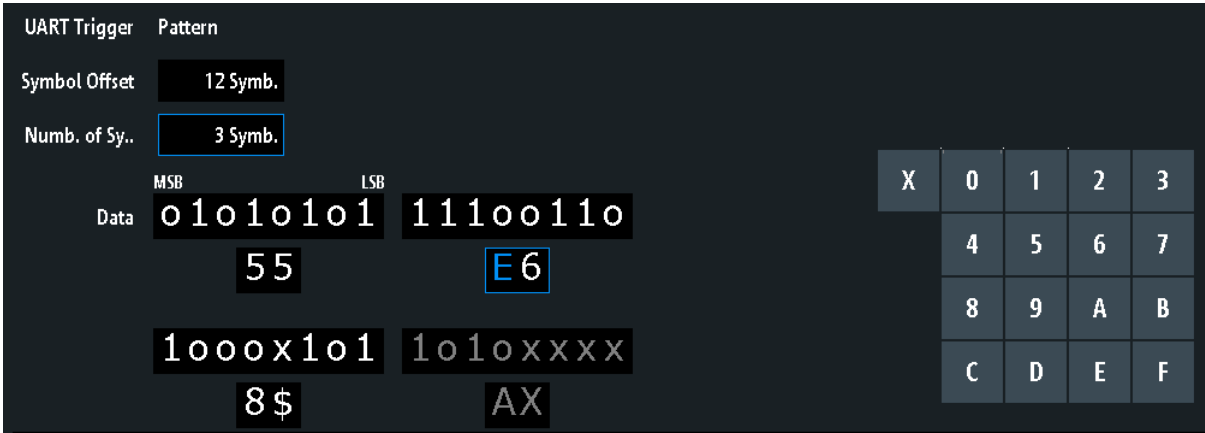 UART Trigger Pattern
Symbol Offset 12 Symb.
Numb. of Sy.. 3 Symb.
MSB LSB
Data o1o1o1o1 111oo11o
55 E6
1ooox1o1 1o1oxxxx
8$ AX
X 0 1 2 3
4 5 6 7
8 9 A B
C D E F